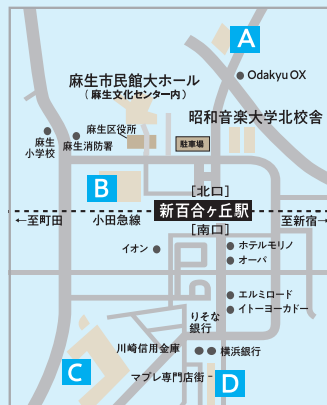 A
Odakyu OX
麻生市民館大ホール
(麻生文化センター内)
昭和音楽大学北校舎
麻生
小学校
麻生区役所
麻生消防署
駐車場
B
[北口]
新百合ヶ丘駅
←至町田
小田急線
至新宿→
[南口]
イオン
ホテルモリノ
オーパ
エルミロード
イトーヨーカドー
りそな
銀行
川崎信用金庫
横浜銀行
C
マプレ専門店街
D